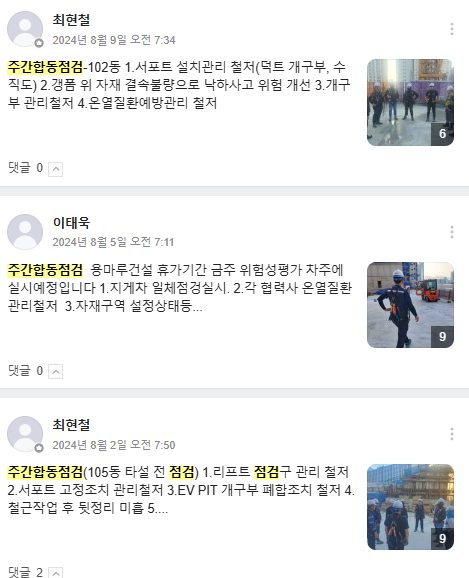 최현철
2024년 8월 9일 오전 7:34
주간합동점검-102동 1.서포트 설치관리 철저(덕트 개구부, 수
직도) 2.갱폼 위 자재 결속불량으로 낙하사고 위험 개선 3.개구
부 관리철저 4.온열질환예방관리 철저
6
댓글 0
이태욱
2024년 8월 5일 오전 7:11
주간합동점검 용마루건설 휴가기간 금주 위험성평가 차주에
실시예정입니다 1.지게차 일체점검실시. 2.각 협력사 온열질환
관리철저 3.자재구역 설정상태등...
9
댓글 0
최현철
2024년 8월 2일 오전 7:50
주간합동점검(105동 타설 전 점검) 1.리프트 점검구 관리 철저
2.서포트 고정조치 관리철저 3.EV PIT 개구부 폐합조치 철저 4.
철근작업 후 뒷정리 미흡 5....
9
댓글 2